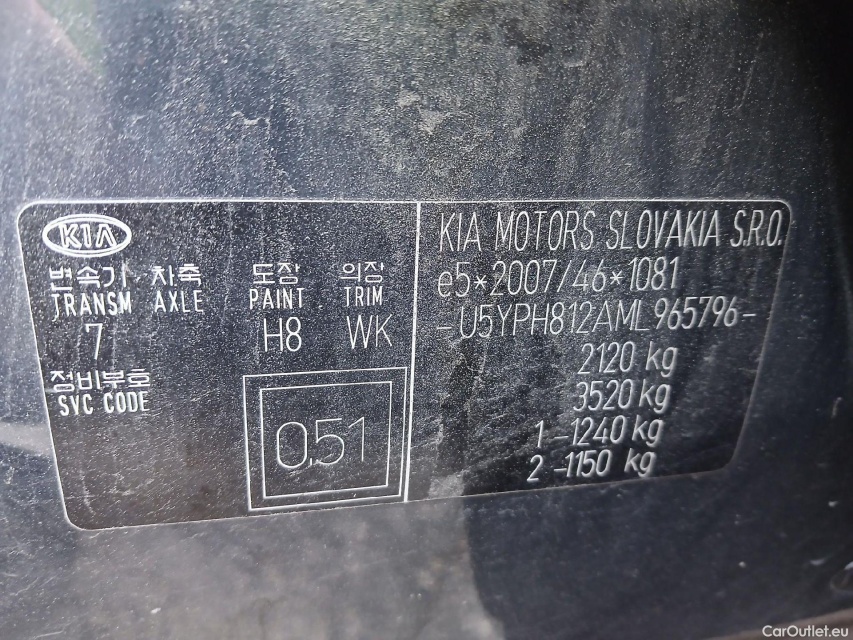 KIA
변속기 차축 도장 의장
TRANSM AXLE PAINT TRIM
7 H8 WK
정비부호
SVC CODE
0,51
KIA MOTORS SLOVAKIA S.R.O.
e5*2007/46*1081
-U5YPH812AML965796-
2120 kg
3520 kg
1 -1240 kg
2 -1150 kg
CarOutlet.eu